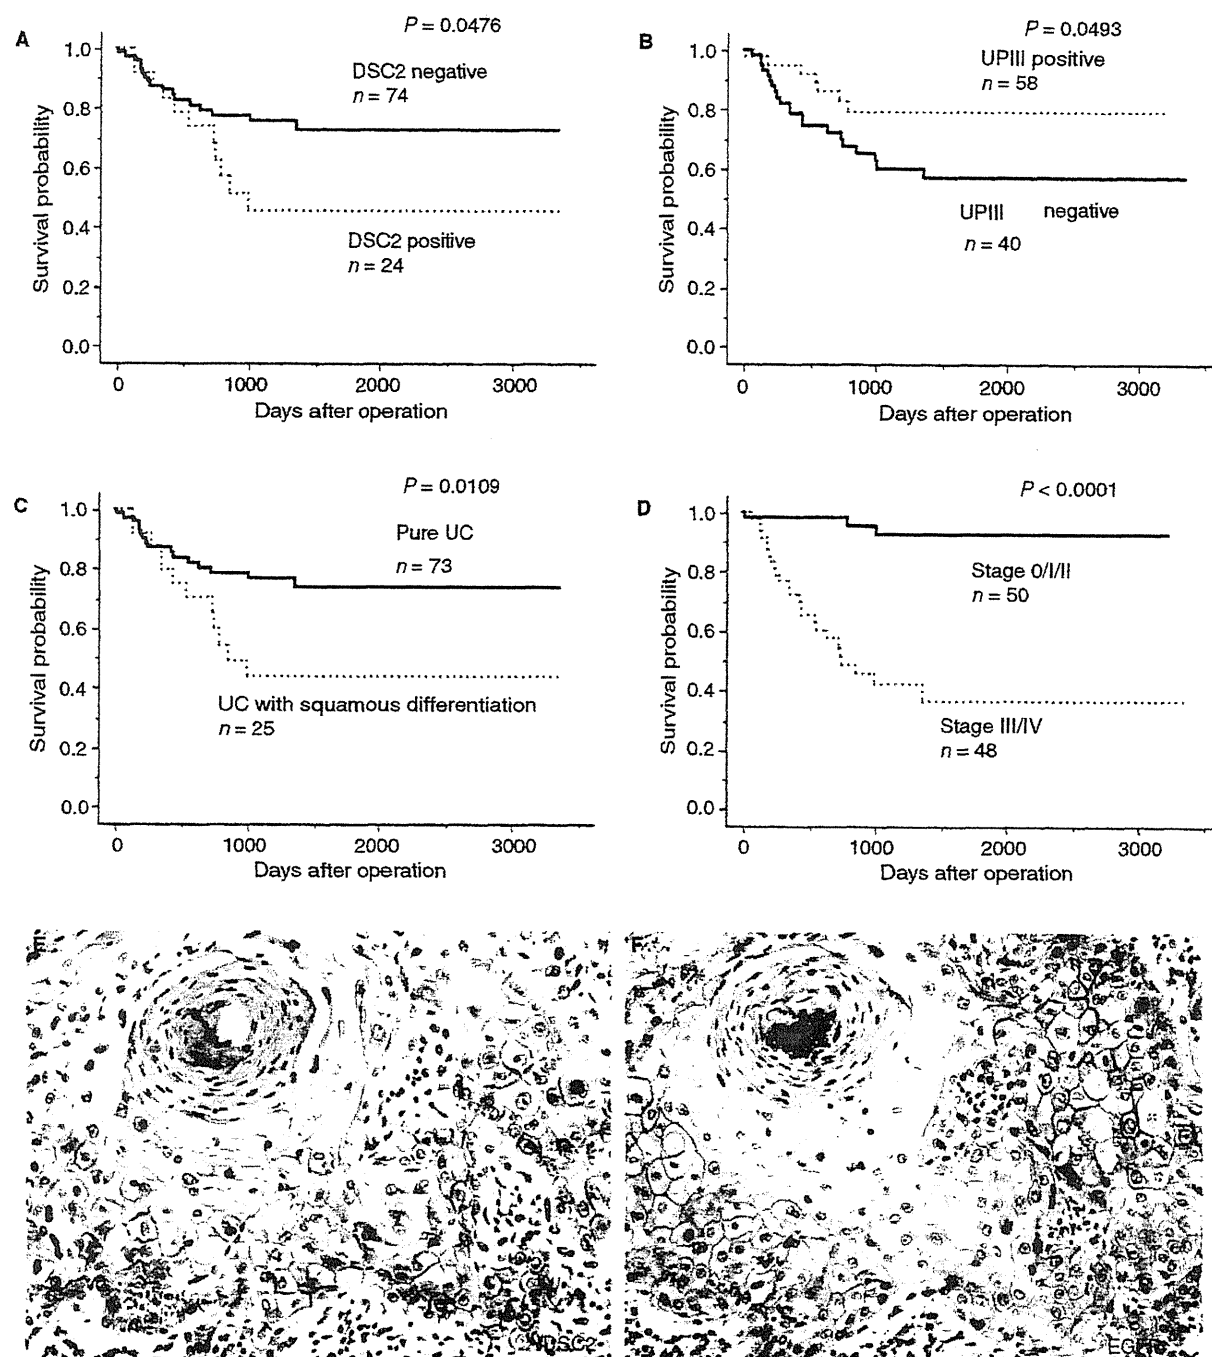 A
P = 0.0476
1.0
0.8
0.6
0.4
0.2
0.0
Survival probability
DSC2 negative
n = 74
DSC2 positive
n = 24
0 1000 2000 3000
Days after operation
B
P = 0.0493
1.0
0.8
0.6
0.4
0.2
0.0
Survival probability
UPIII positive
n = 58
UPIII negative
n = 40
0 1000 2000 3000
Days after operation
C
P = 0.0109
1.0
0.8
0.6
0.4
0.2
0.0
Survival probability
Pure UC
n = 73
UC with squamous differentiation
n = 25
0 1000 2000 3000
Days after operation
D
P < 0.0001
1.0
0.8
0.6
0.4
0.2
0.0
Survival probability
Stage 0/I/II
n = 50
Stage III/IV
n = 48
0 1000 2000 3000
Days after operation
E
F
DSC2